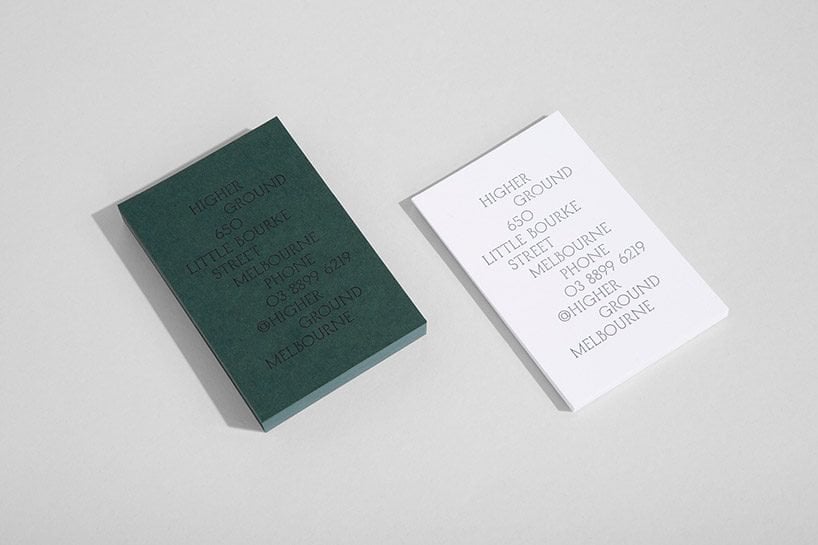 HIGHER
GROUND
650
LITTLE BOURKE
STREET
MELBOURNE
PHONE
03 8899 6219
@HIGHER
GROUND
MELBOURNE
HIGHER
GROUND
650
LITTLE BOURKE
STREET
MELBOURNE
PHONE
03 8899 6219
@HIGHER
GROUND
MELBOURNE